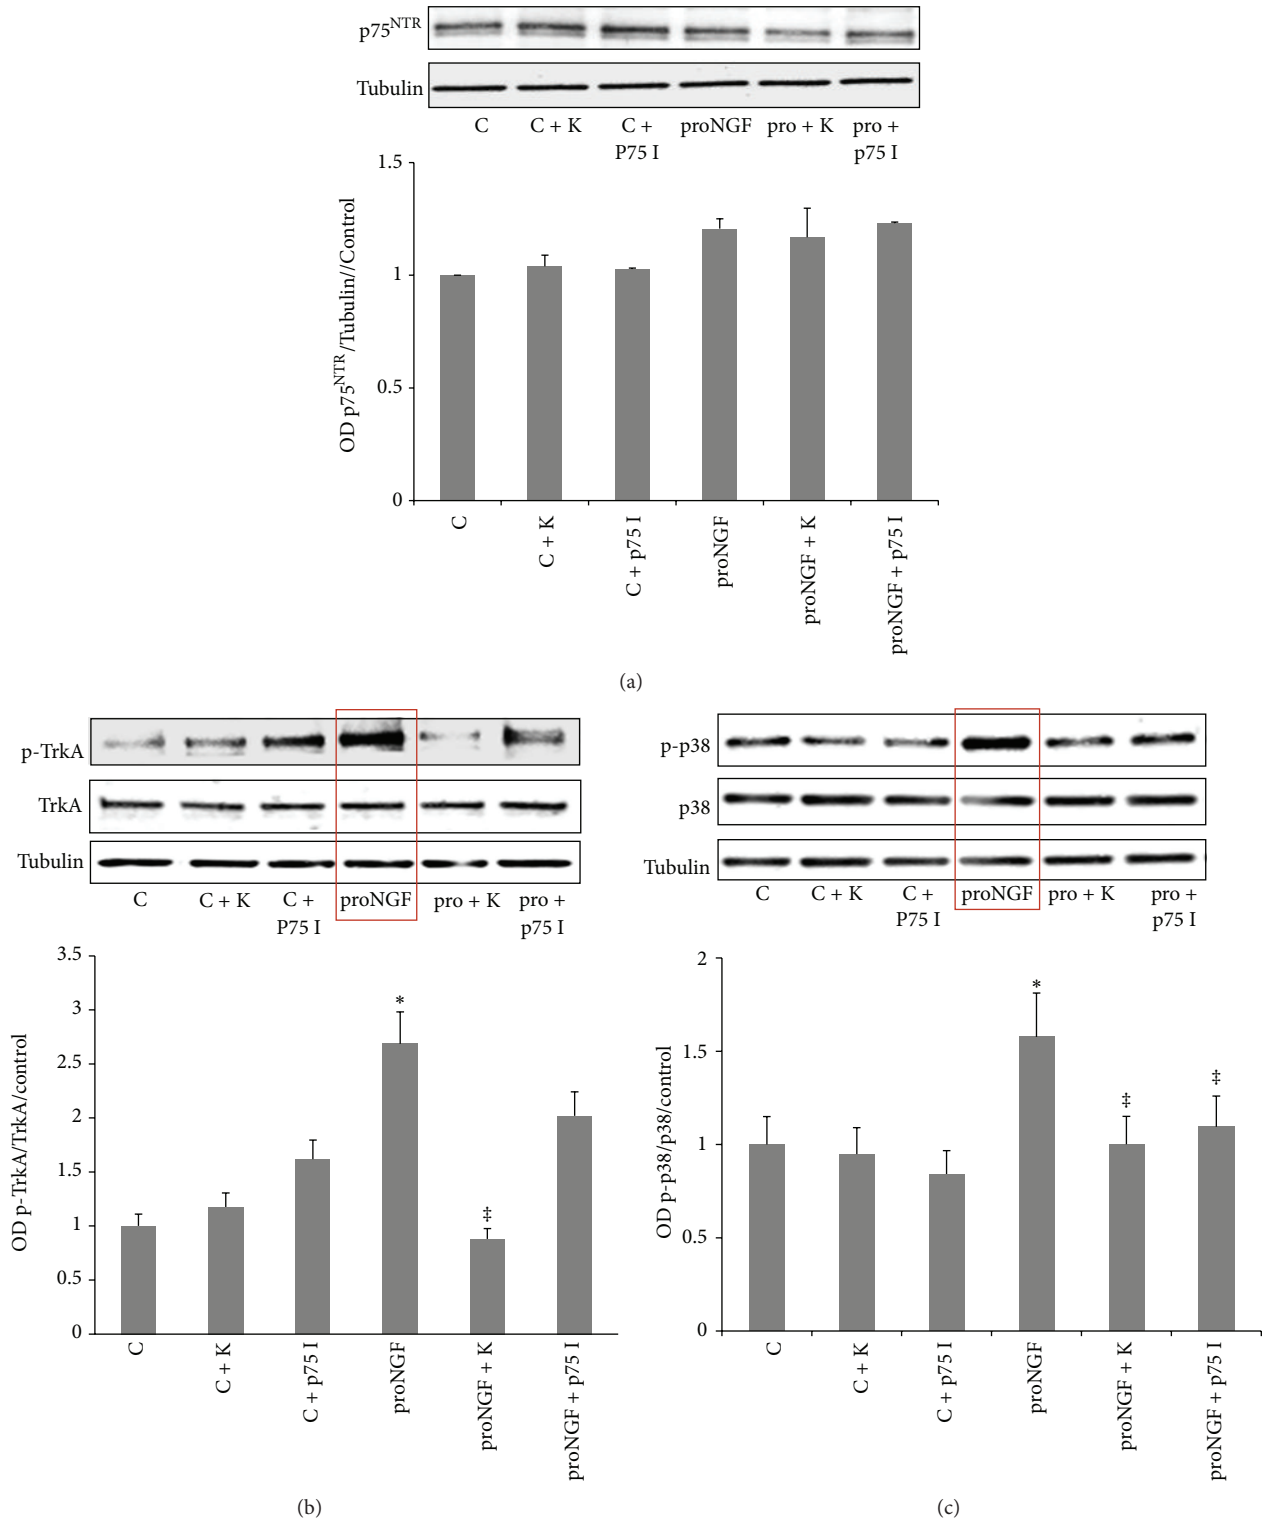 p75NTR
Tubulin
C C + K C + proNGF pro + K pro +
P75 I p75 I
1.5
1
0.5
0
OD p75NTR/Tubulin//Control
C
C + K
C + p75 I
proNGF
proNGF + K
proNGF + p75 I
(a)
p-TrkA
TrkA
Tubulin
C C + K C + proNGF pro + K pro +
P75 I p75 I
3.5
3
2.5
2
1.5
1
0.5
0
OD p-TrkA/TrkA/control
*
‡
C
C + K
C + p75 I
proNGF
proNGF + K
proNGF + p75 I
(b)
p-p38
p38
Tubulin
C C + K C + proNGF pro + K pro +
P75 I p75 I
2
1.5
1
0.5
0
OD p-p38/p38/control
*
‡
‡
C
C + K
C + p75 I
proNGF
proNGF + K
proNGF + p75 I
(c)